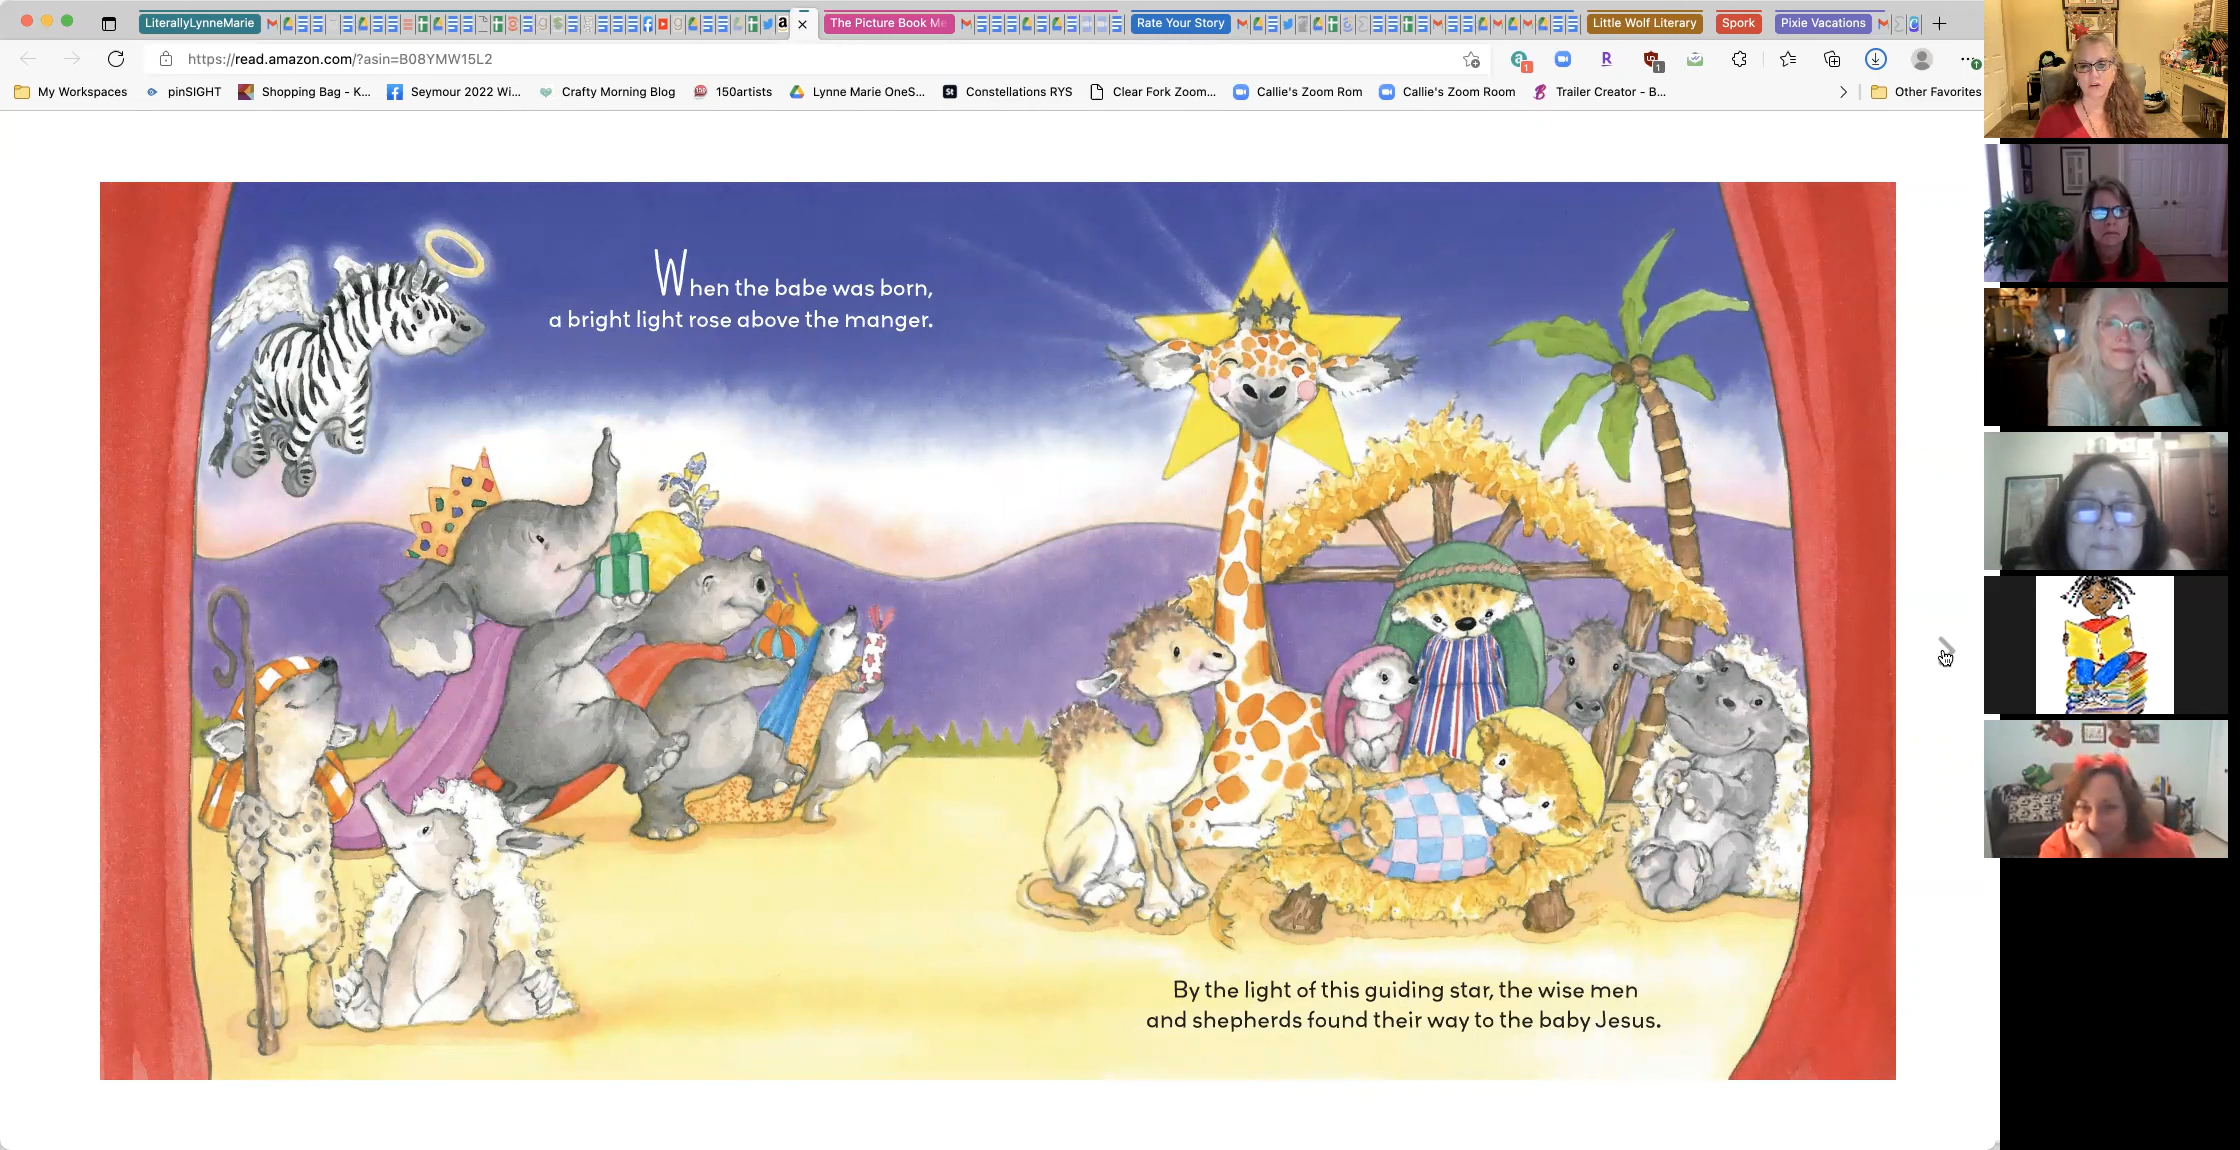 LiterallyLynneMarie
The Picture Book Me
Rate Your Story
Little Wolf Literary
Spork
Pixie Vacations
https://read.amazon.com/?asin=B08YMW15L2
My Workspaces
pinSIGHT
Shopping Bag - K...
Seymour 2022 Wi...
Crafty Morning Blog
150artists
Lynne Marie OneS...
Constellations RYS
Clear Fork Zoom...
Callie's Zoom Rom
Callie's Zoom Room
Trailer Creator - B...
Other Favorites
When the babe was born,
a bright light rose above the manger.
By the light of this guiding star, the wise men
and shepherds found their way to the baby Jesus.